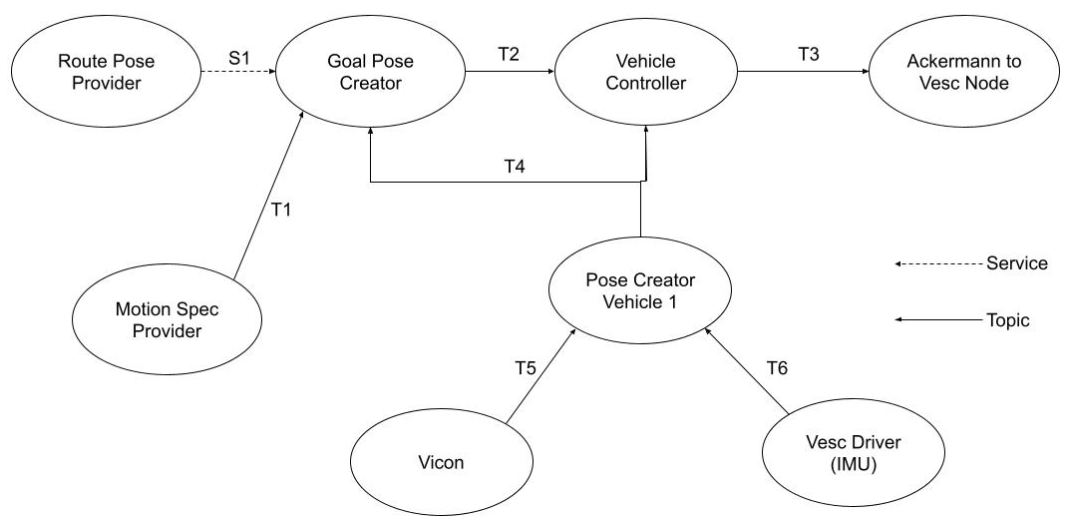 Route Pose
Provider
S1
Goal Pose
Creator
T2
Vehicle
Controller
T3
Ackermann to
Vesc Node
T4
T1
Motion Spec
Provider
Pose Creator
Vehicle 1
Service
Topic
T5
T6
Vicon
Vesc Driver
(IMU)